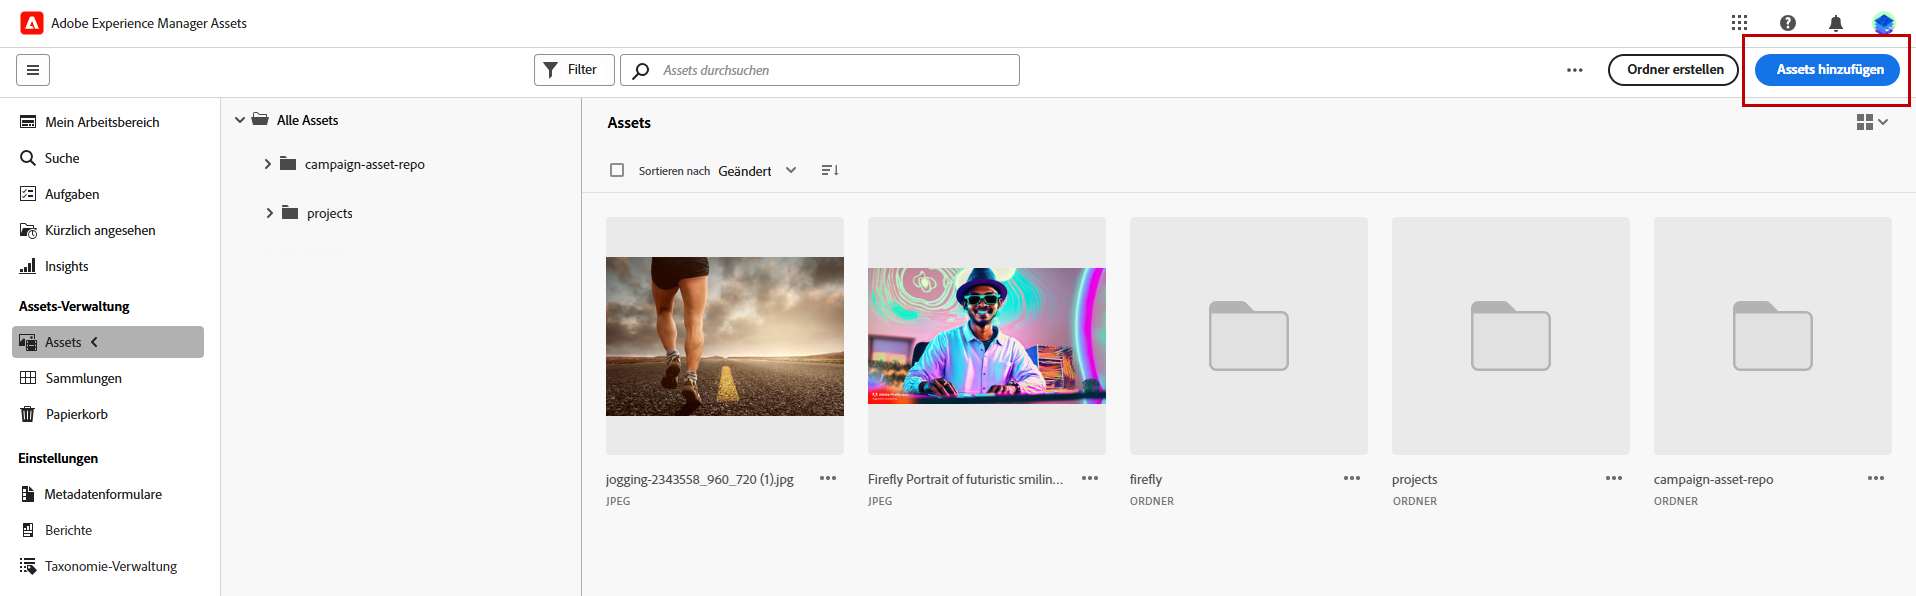 Adobe Experience Manager Assets
Filter
Assets durchsuchen
Ordner erstellen
Assets hinzufügen
Mein Arbeitsbereich
Suche
Aufgaben
Kürzlich angesehen
Insights
Assets-Verwaltung
Assets
Sammlungen
Papierkorb
Einstellungen
Metadatenformulare
Berichte
Taxonomie-Verwaltung
Alle Assets
campaign-asset-repo
projects
Assets
Sortieren nach Geändert
jogging-2343558_960_720 (1).jpg
JPEG
Firefly Portrait of futuristic smilin...
JPEG
firefly
ORDNER
projects
ORDNER
campaign-asset-repo
ORDNER